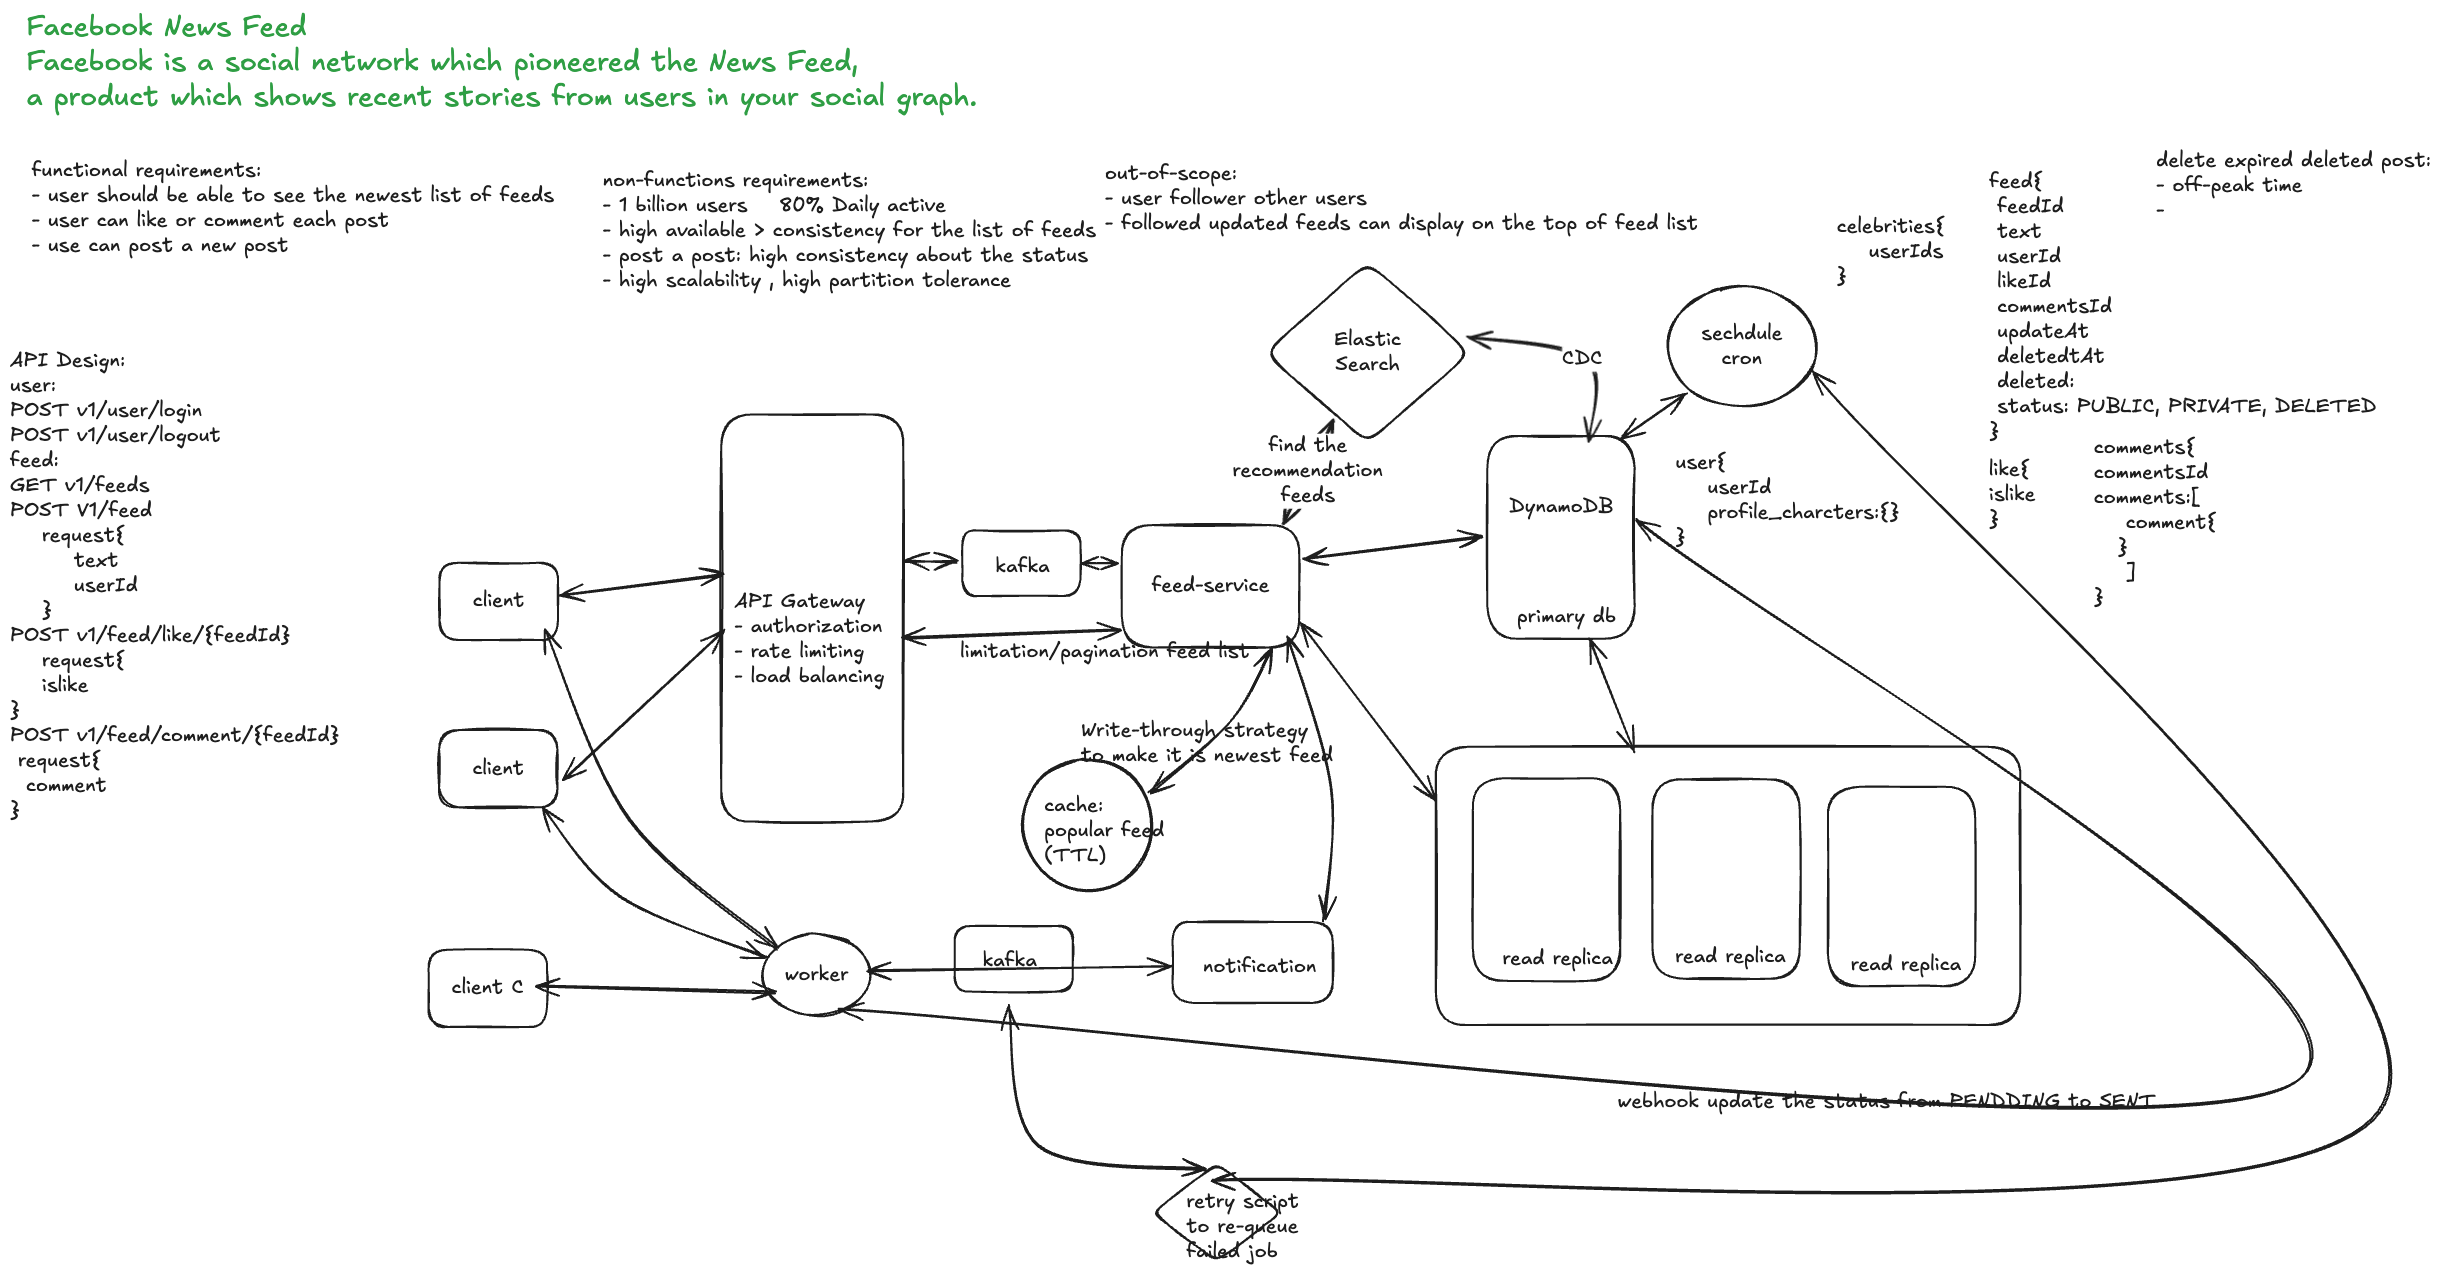 Facebook News Feed
Facebook is a social network which pioneered the News Feed,
a product which shows recent stories from users in your social graph.
functional requirements:
- user should be able to see the newest list of feeds
- user can like or comment each post
- use can post a new post
non-functions requirements:
- 1 billion users 80% Daily active
- high available > consistency for the list of feeds
- post a post: high consistency about the status
- high scalability , high partition tolerance
out-of-scope:
- user follower other users
- followed updated feeds can display on the top of feed list
celebrities{
userIds
}
feed{
feedId
text
userId
likeId
commentsId
updateAt
deletedtAt
deleted:
status: PUBLIC, PRIVATE, DELETED
}
delete expired deleted post:
- off-peak time
-
like{
islike
}
comments{
commentsId
comments:[
comment{
}
]
}
user{
userId
profile_charcters:{}
}
API Design:
user:
POST v1/user/login
POST v1/user/logout
feed:
GET v1/feeds
POST V1/feed
request{
text
userId
}
POST v1/feed/like/{feedId}
request{
islike
}
POST v1/feed/comment/{feedId}
request{
comment
}
client
client
client C
API Gateway
- authorization
- rate limiting
- load balancing
kafka
limitation/pagination feed list
feed-service
find the
recommendation
feeds
Elastic
Search
CDC
sechdule
cron
DynamoDB
primary db
Write-through strategy
to make it is newest feed
cache:
popular feed
(TTL)
worker
kafka
notification
read replica
read replica
read replica
webhook update the status from PENDDING to SENT
retry script
to re-queue
failed job